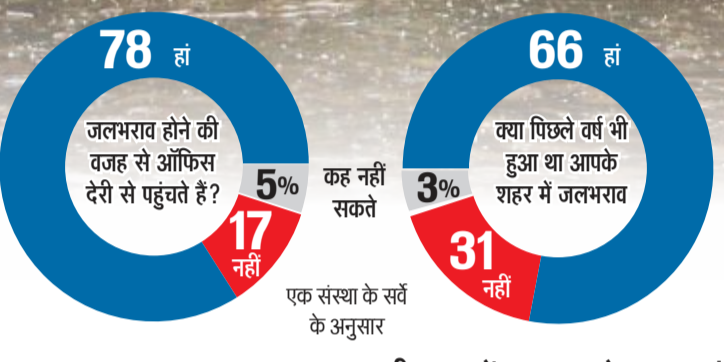 78 हां
जलभराव होने की
वजह से ऑफिस
देरी से पहुंचते हैं?
5%
17
नहीं
कह नहीं
सकते
66 हां
क्या पिछले वर्ष भी
हुआ था आपके
शहर में जलभराव
3%
31
नहीं
एक संस्था के सर्वे
के अनुसार